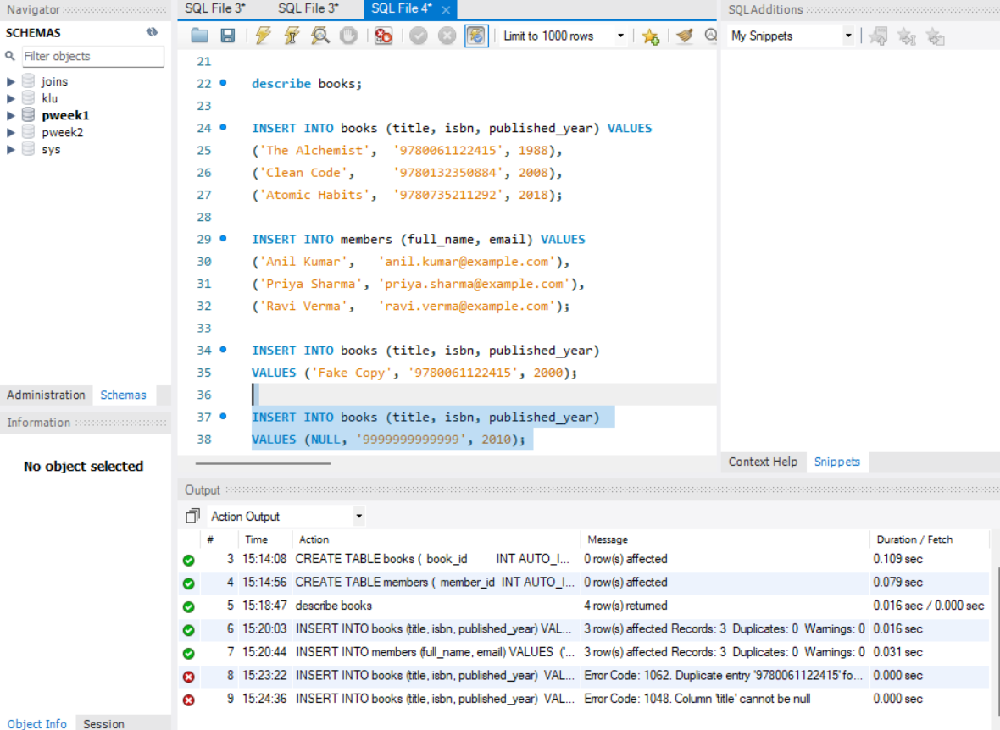 Navigator
SCHEMAS
Filter objects
joins
klu
pweek1
pweek2
sys
Administration Schemas
Information
No object selected
Object Info Session
SQL File 3* SQL File 3* SQL File 4* ×
Limit to 1000 rows
21
22 describe books;
23
24 INSERT INTO books (title, isbn, published_year) VALUES
25 ('The Alchemist', '9780061122415', 1988),
26 ('Clean Code', '9780132350884', 2008),
27 ('Atomic Habits', '9780735211292', 2018);
28
29 INSERT INTO members (full_name, email) VALUES
30 ('Anil Kumar', 'anil.kumar@example.com'),
31 ('Priya Sharma', 'priya.sharma@example.com'),
32 ('Ravi Verma', 'ravi.verma@example.com');
33
34 INSERT INTO books (title, isbn, published_year)
35 VALUES ('Fake Copy', '9780061122415', 2000);
36
37 INSERT INTO books (title, isbn, published_year)
38 VALUES (NULL, '9999999999999', 2010);
SQLAdditions
My Snippets
Context Help Snippets
Output
Action Output
# Time Action Message Duration / Fetch
3 15:14:08 CREATE TABLE books ( book_id INT AUTO_I... 0 row(s) affected 0.109 sec
4 15:14:56 CREATE TABLE members ( member_id INT AUTO_I... 0 row(s) affected 0.079 sec
5 15:18:47 describe books 4 row(s) returned 0.016 sec / 0.000 sec
6 15:20:03 INSERT INTO books (title, isbn, published_year) VAL... 3 row(s) affected Records: 3 Duplicates: 0 Warnings: 0 0.016 sec
7 15:20:44 INSERT INTO members (full_name, email) VALUES ('... 3 row(s) affected Records: 3 Duplicates: 0 Warnings: 0 0.031 sec
8 15:23:22 INSERT INTO books (title, isbn, published_year) VAL... Error Code: 1062. Duplicate entry '9780061122415' fo... 0.000 sec
9 15:24:36 INSERT INTO books (title, isbn, published_year) VAL... Error Code: 1048. Column 'title' cannot be null 0.000 sec